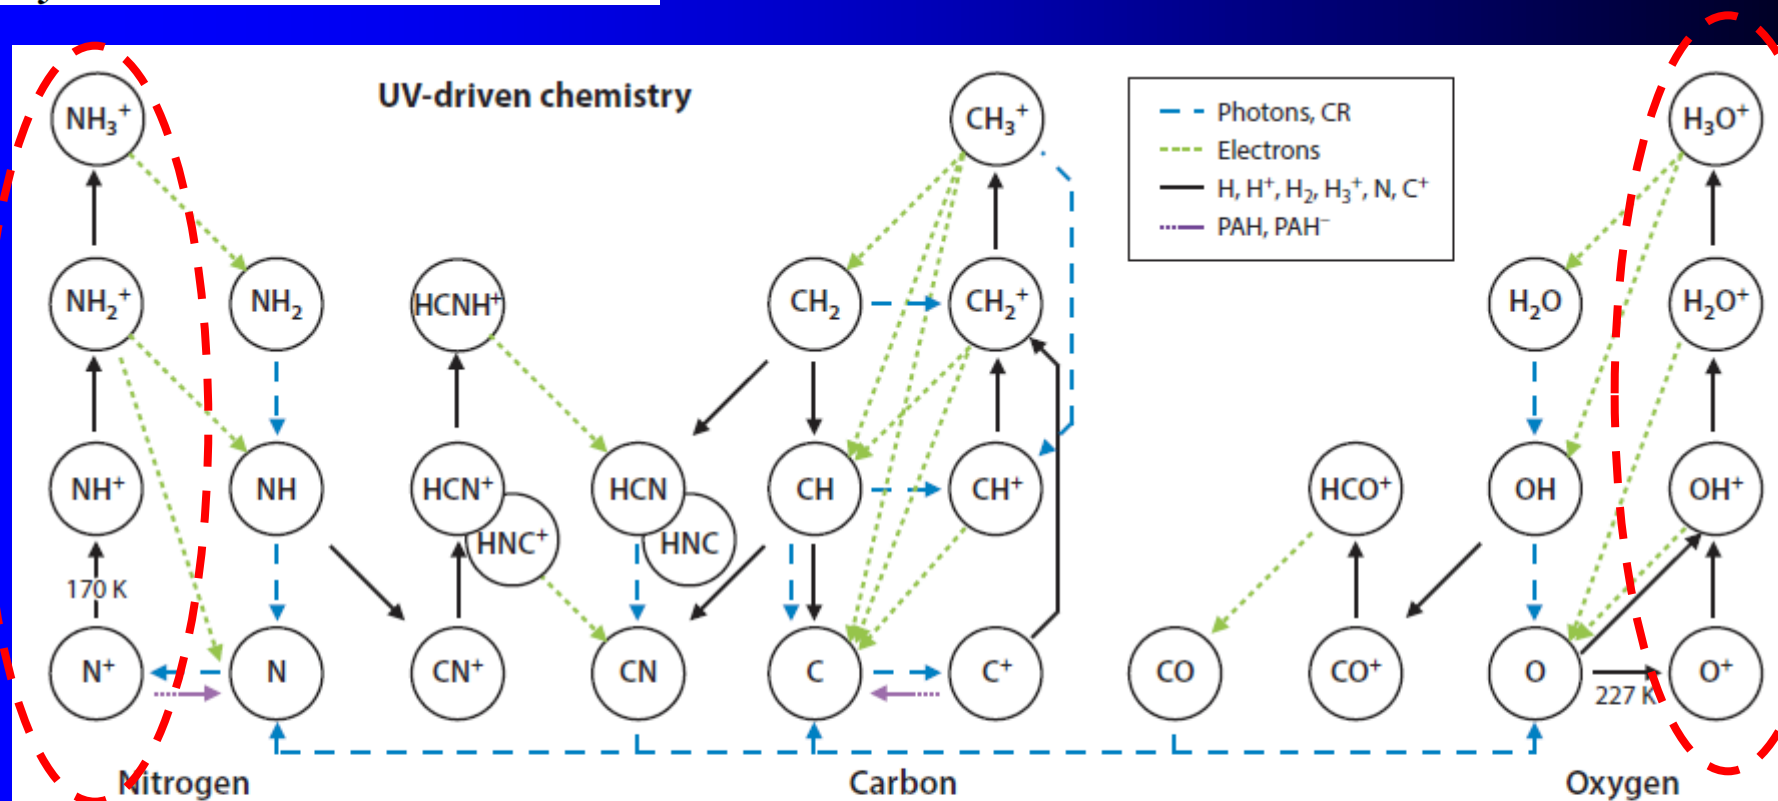 UV-driven chemistry
Photons, CR
Electrons
H, H⁺, H₂, H₃⁺, N, C⁺
PAH, PAH⁻
NH₃⁺
CH₃⁺
H₃O⁺
NH₂⁺
NH₂
HCNH⁺
CH₂
CH₂⁺
H₂O
H₂O⁺
NH⁺
NH
HCN⁺
HNC⁺
HCN
HNC
CH
CH⁺
HCO⁺
OH
OH⁺
170 K
N⁺
N
CN⁺
CN
C
C⁺
CO
CO⁺
O
227 K
O⁺
Nitrogen
Carbon
Oxygen